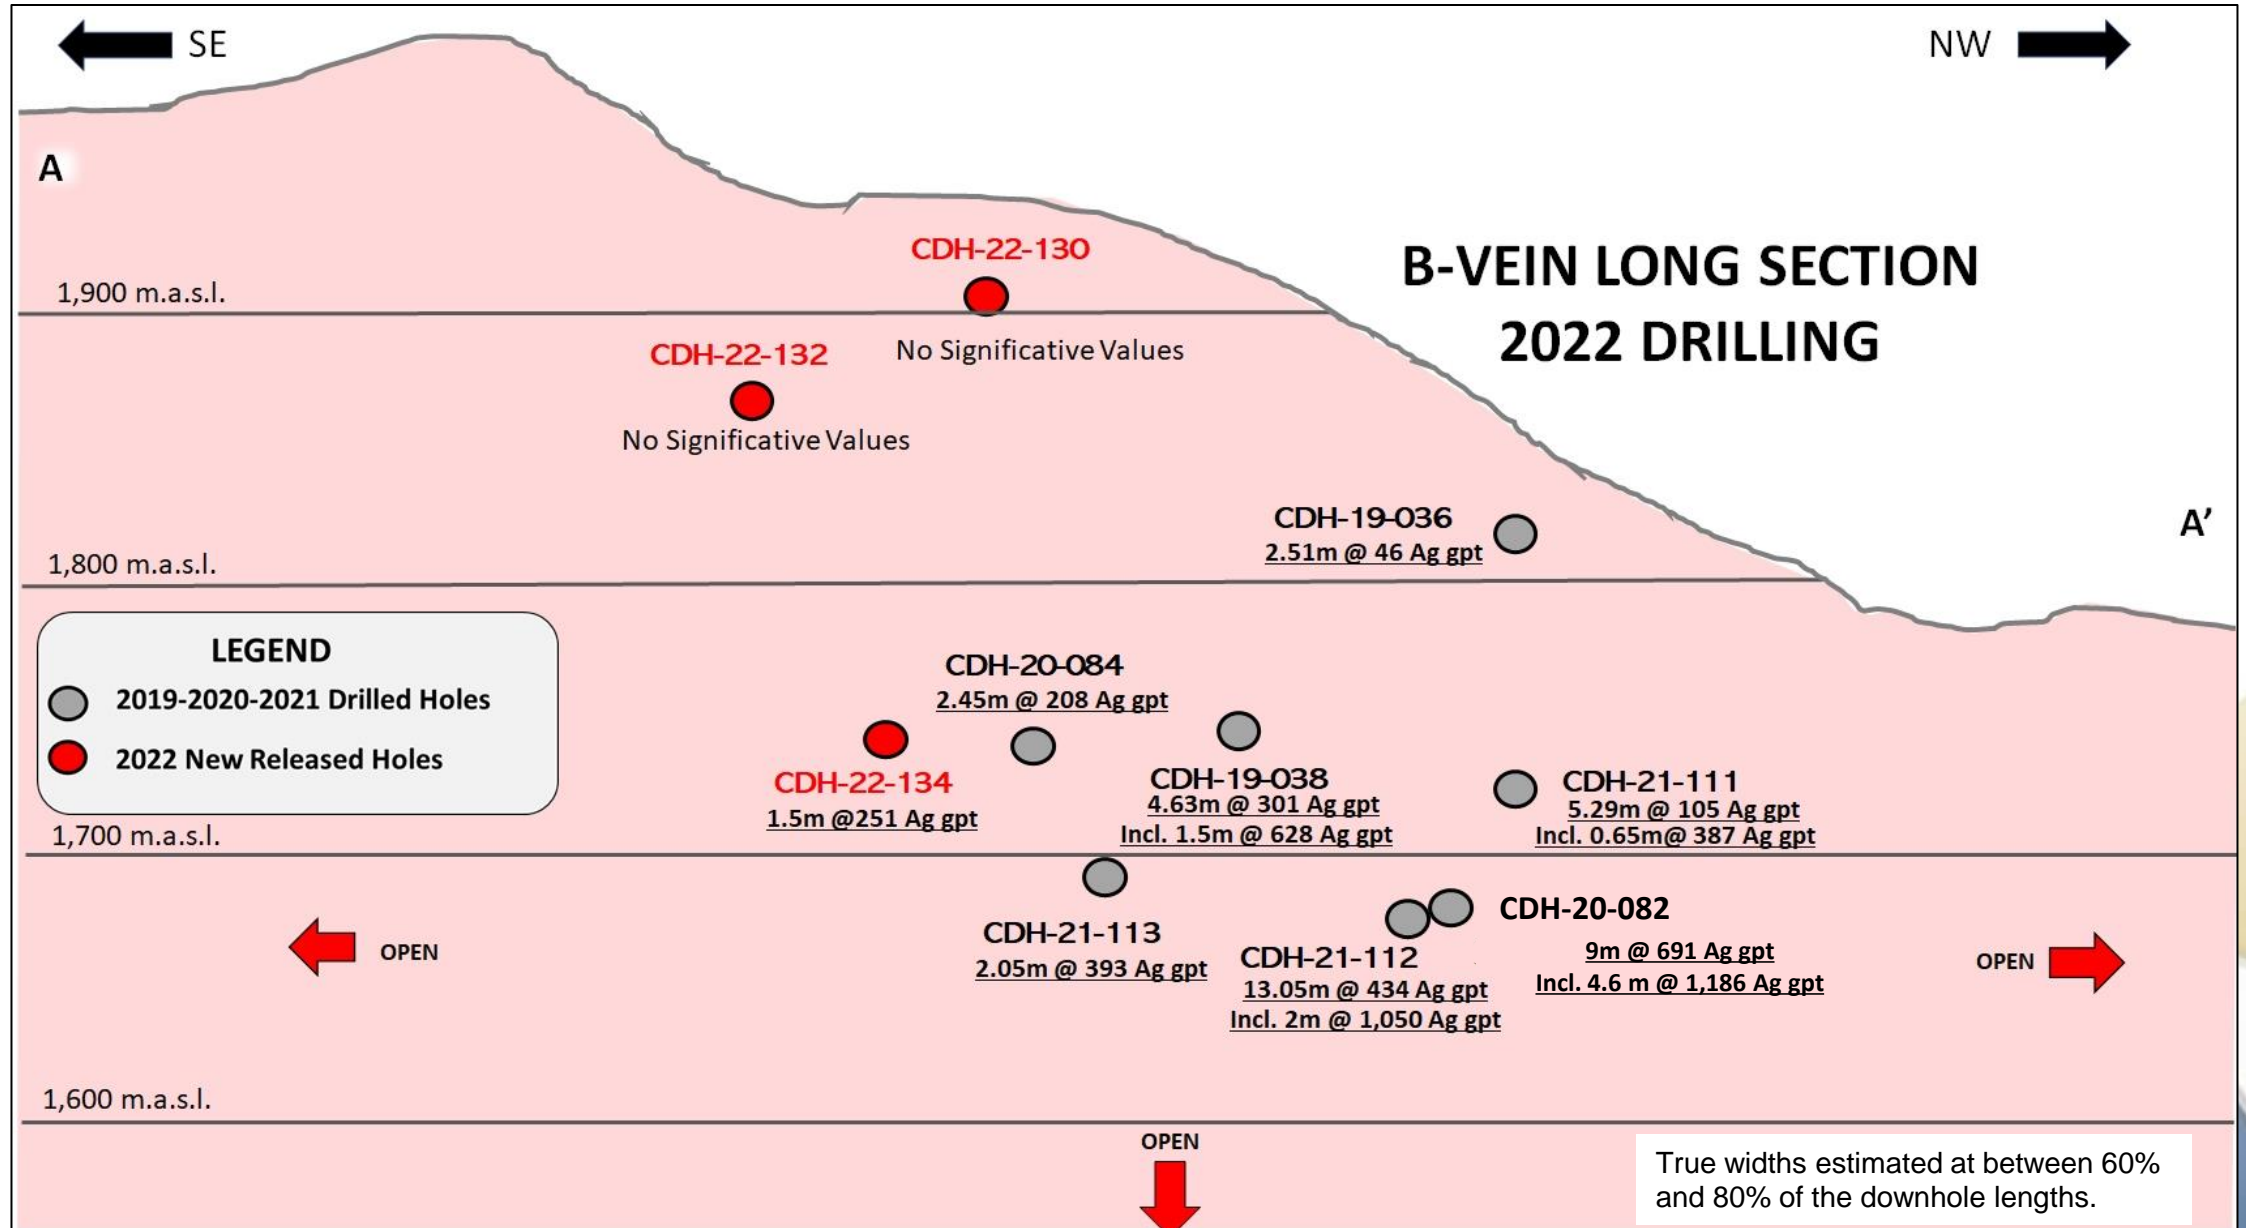 SE
NW
A
CDH-22-130
B-VEIN LONG SECTION
2022 DRILLING
1,900 m.a.s.l.
No Significative Values
CDH-22-132
No Significative Values
CDH-19-036
2.51m @ 46 Ag gpt
A'
1,800 m.a.s.l.
LEGEND
2019-2020-2021 Drilled Holes
2022 New Released Holes
CDH-20-084
2.45m @ 208 Ag gpt
CDH-22-134
1.5m @251 Ag gpt
CDH-19-038
4.63m @ 301 Ag gpt
Incl. 1.5m @ 628 Ag gpt
CDH-21-111
5.29m @ 105 Ag gpt
Incl. 0.65m@ 387 Ag gpt
1,700 m.a.s.l.
OPEN
CDH-21-113
2.05m @ 393 Ag gpt
CDH-21-112
13.05m @ 434 Ag gpt
Incl. 2m @ 1,050 Ag gpt
CDH-20-082
9m @ 691 Ag gpt
Incl. 4.6 m @ 1,186 Ag gpt
OPEN
1,600 m.a.s.l.
OPEN
True widths estimated at between 60%
and 80% of the downhole lengths.